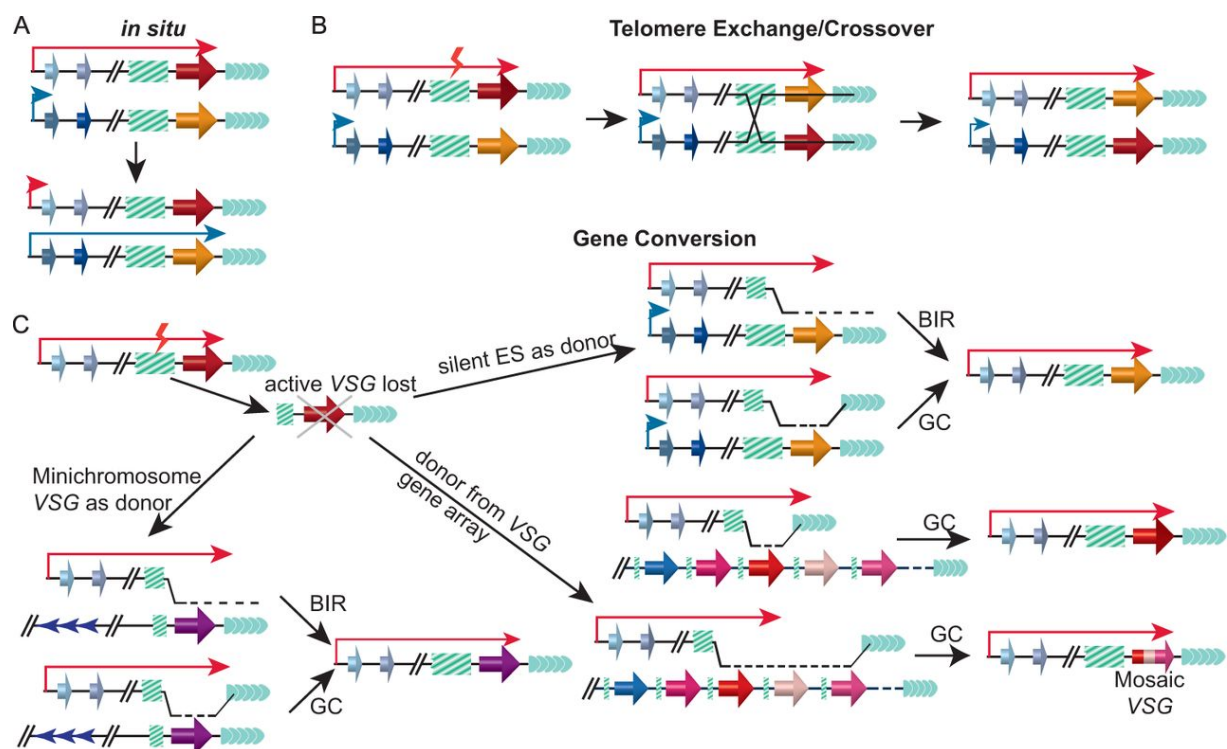 A
in situ
B
Telomere Exchange/Crossover
Gene Conversion
C
active VSG lost
silent ES as donor
BIR
GC
Minichromosome
VSG as donor
donor from VSG
gene array
GC
BIR
GC
GC
Mosaic
VSG